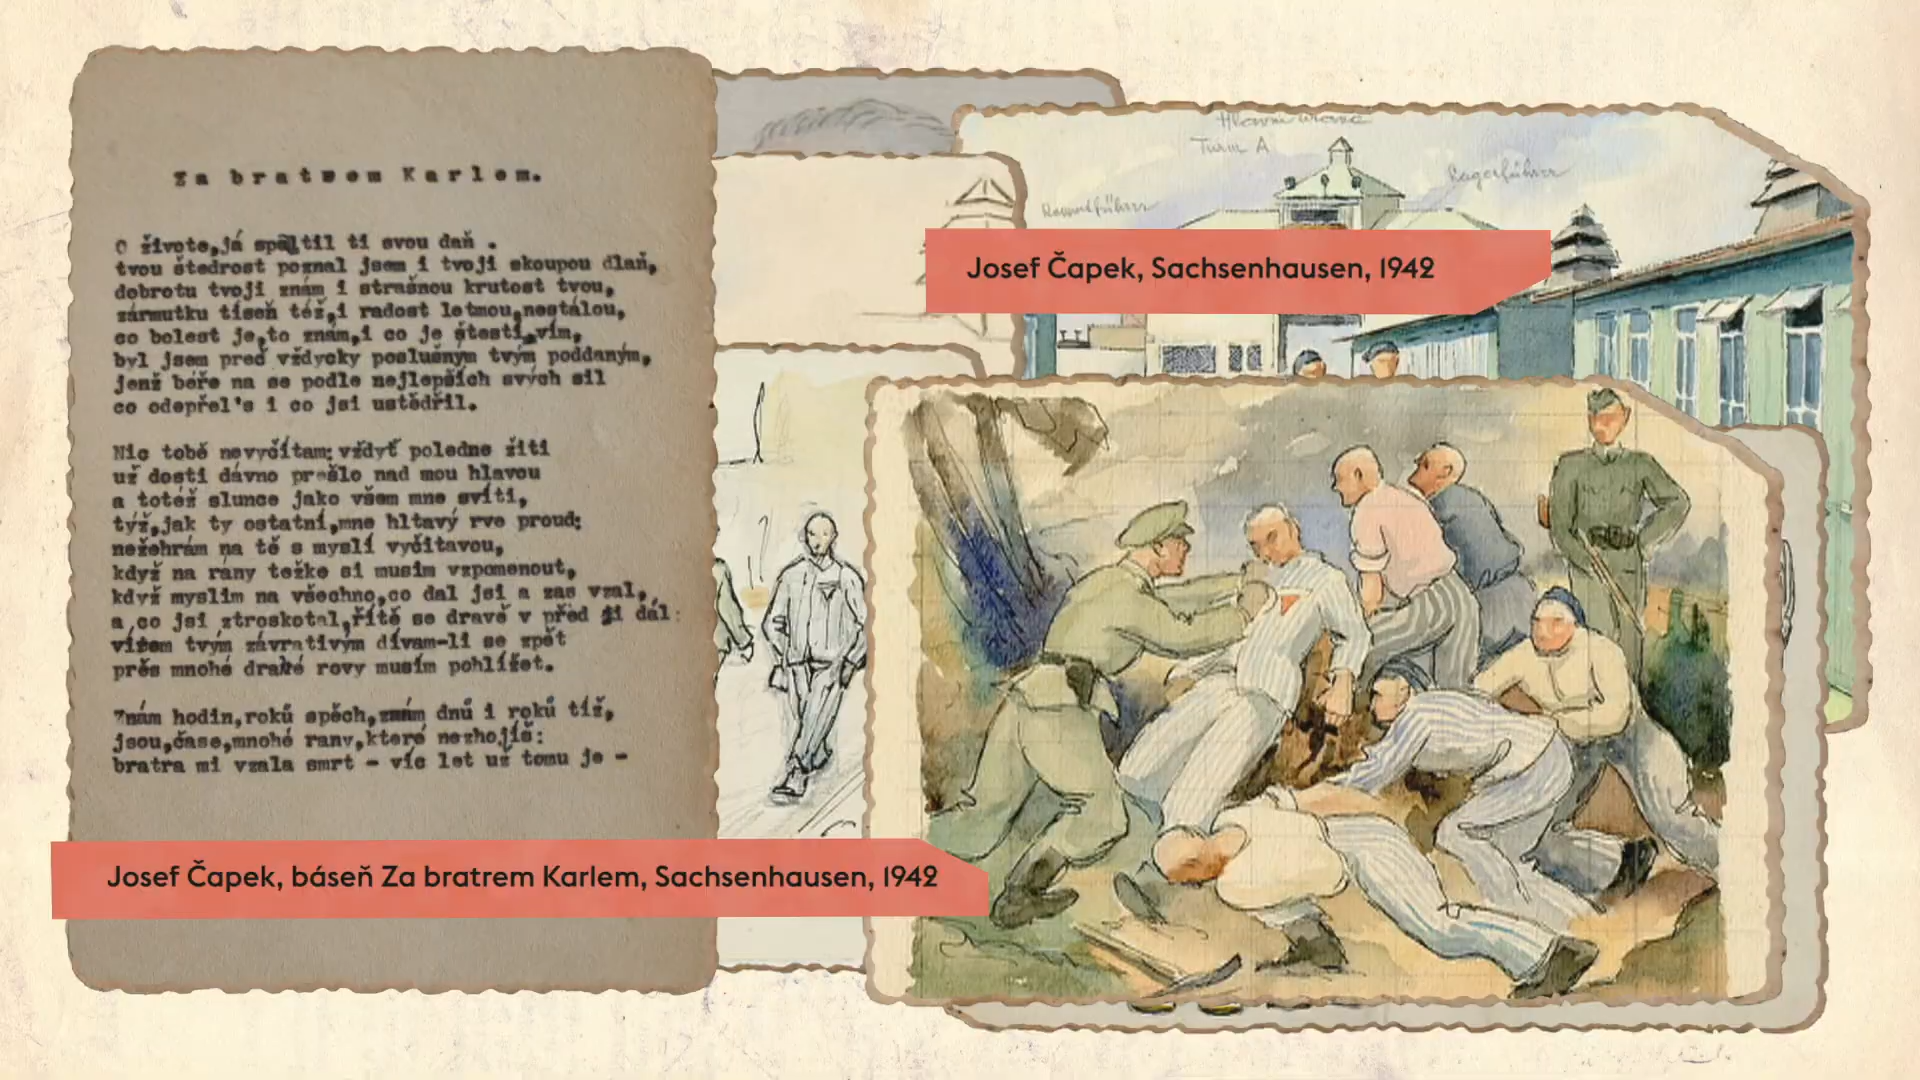 Za bratrem Karlem.
O živote,já spaltil ti svou daň .
tvou štedrost poznal jsem i tvoji skoupou dlaň,
dobrotu tvoji znám i strašnou krutost tvou,
zármutku tíseň též,i radost letmou,nestálou,
co bolest je,to znám,i co je štestí,vím,
byl jsem pred vždycky poslušným tvým poddaným,
jenž béře na se podle nejlepších svých sil
co odepřel's i co jsi uštědřil.
Nic tobě nevyčítam; vždyť poledne žití
už dosti dávno prešlo nad mou hlavou
a totéž slunce jako všem mne svítí,
týž,jak ty ostatní,mne hltavý rve proud;
nežehrám na tě s myslí vyčitavou,
když na rány težke si musím vzpomenout,
když myslím na všechno,co dal jsi a zas vzal,
a,co jsi ztroskotal,řítě se dravě v před si dál:
vírem tvým závrativým dívam-li se zpět
přes mnohé drahé rovy musím pohlížet.
Znám hodin,roků spěch,znám dnů i roků tíž,
jsou,čase,mnohé rany,které nezhojíš:
bratra mi vzala smrt - víc let už tomu je -
Josef Čapek, báseň Za bratrem Karlem, Sachsenhausen, 1942
Turm A
Lagerführer
Josef Čapek, Sachsenhausen, 1942